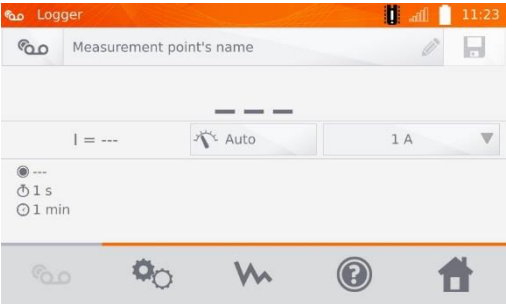 Logger 11:23
Measurement point's name
---
I = --- Auto 1 A
---
1 s
1 min
?